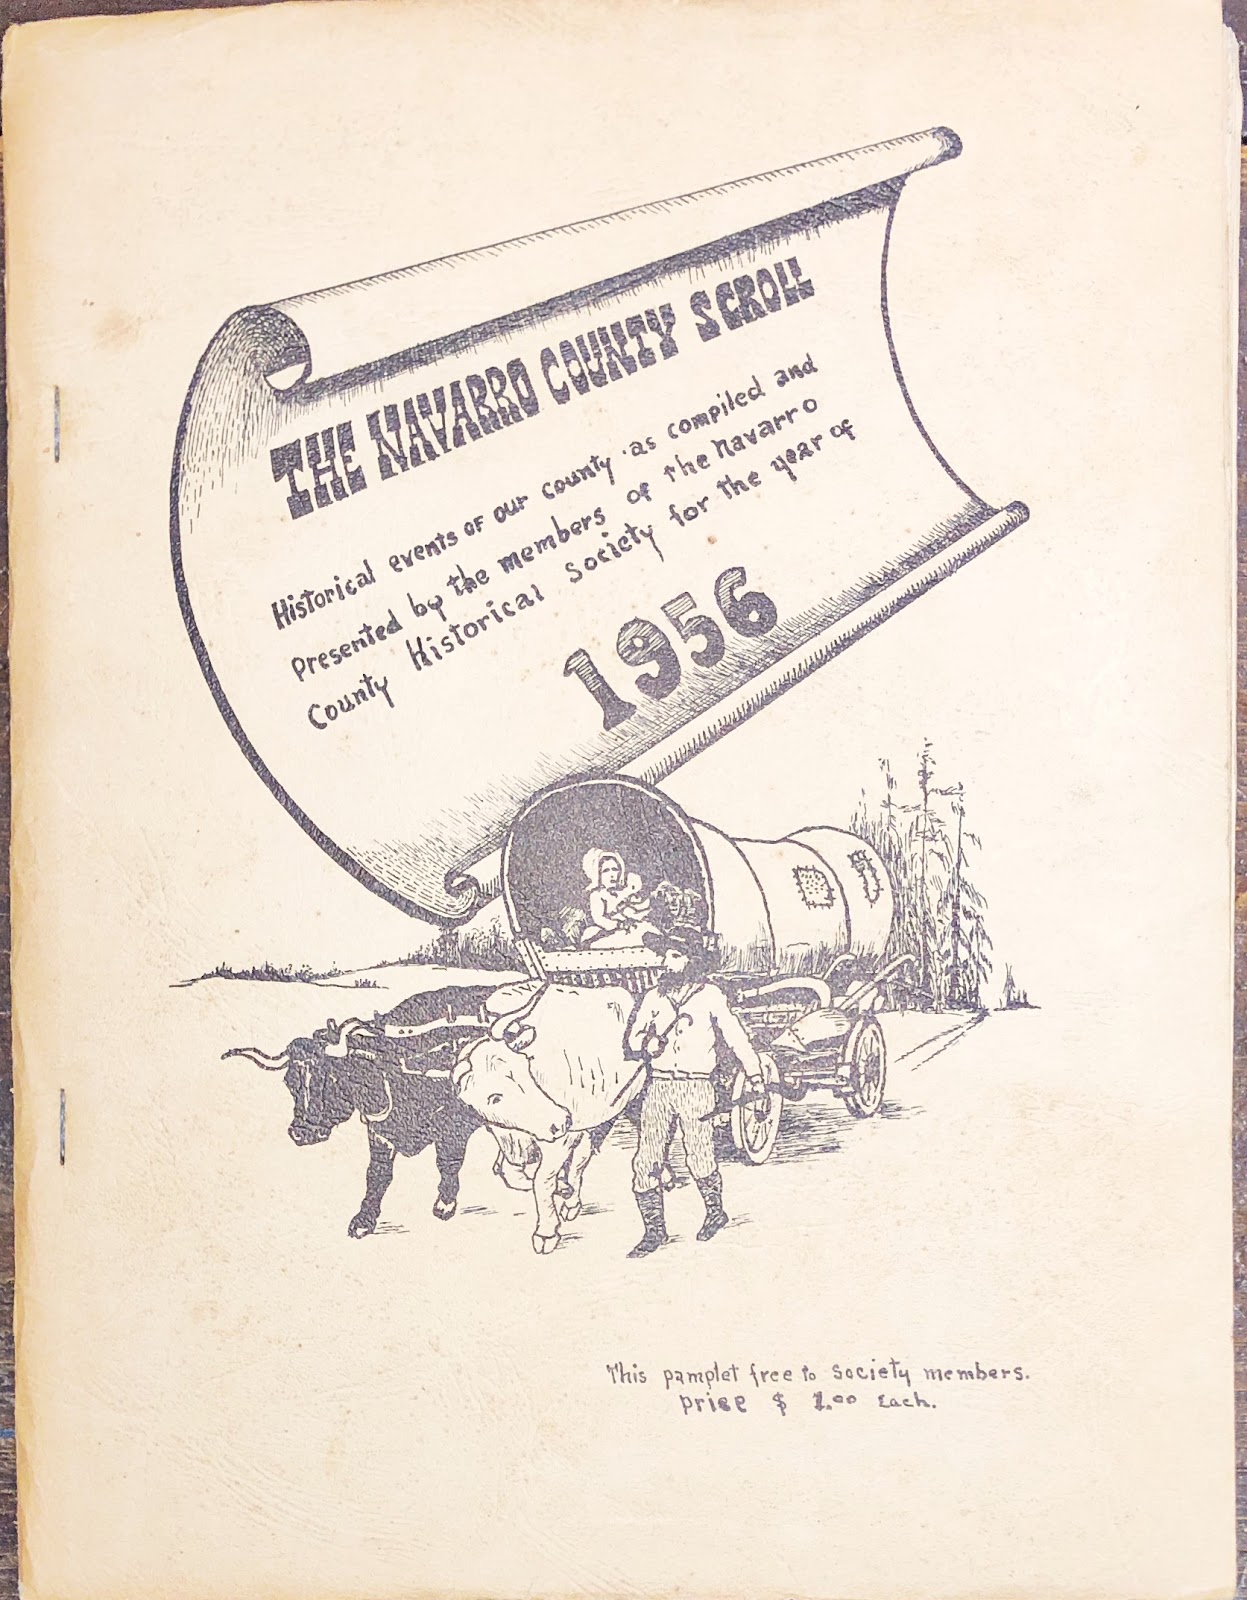 THE NAVARRO COUNTY SCROLL
Historical events of our county as compiled and
presented by the members of the Navarro
County Historical Society for the year of
1956
This pamplet free to society members.
price $ 1.00 Each.